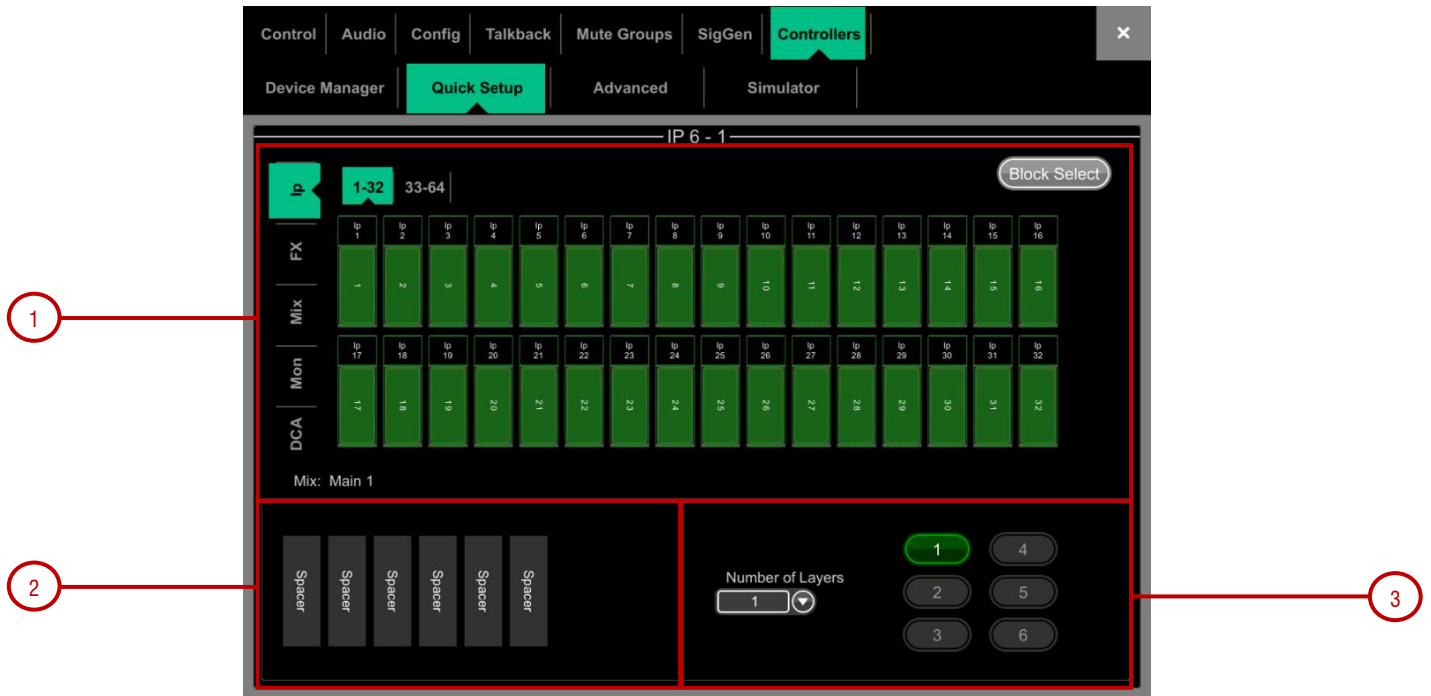 Control Audio Config Talkback Mute Groups SigGen Controllers ×
Device Manager Quick Setup Advanced Simulator
IP 6 - 1
Ip 1-32 33-64 Block Select
Ip 1 Ip 2 Ip 3 Ip 4 Ip 5 Ip 6 Ip 7 Ip 8 Ip 9 Ip 10 Ip 11 Ip 12 Ip 13 Ip 14 Ip 15 Ip 16
FX
1 2 3 4 5 6 7 8 9 10 11 12 13 14 15 16
1
Mix
Ip 17 Ip 18 Ip 19 Ip 20 Ip 21 Ip 22 Ip 23 Ip 24 Ip 25 Ip 26 Ip 27 Ip 28 Ip 29 Ip 30 Ip 31 Ip 32
Mon
17 18 19 20 21 22 23 24 25 26 27 28 29 30 31 32
DCA
Mix: Main 1
2
Spacer Spacer Spacer Spacer Spacer Spacer
Number of Layers
1
1 4
2 5
3 6
3